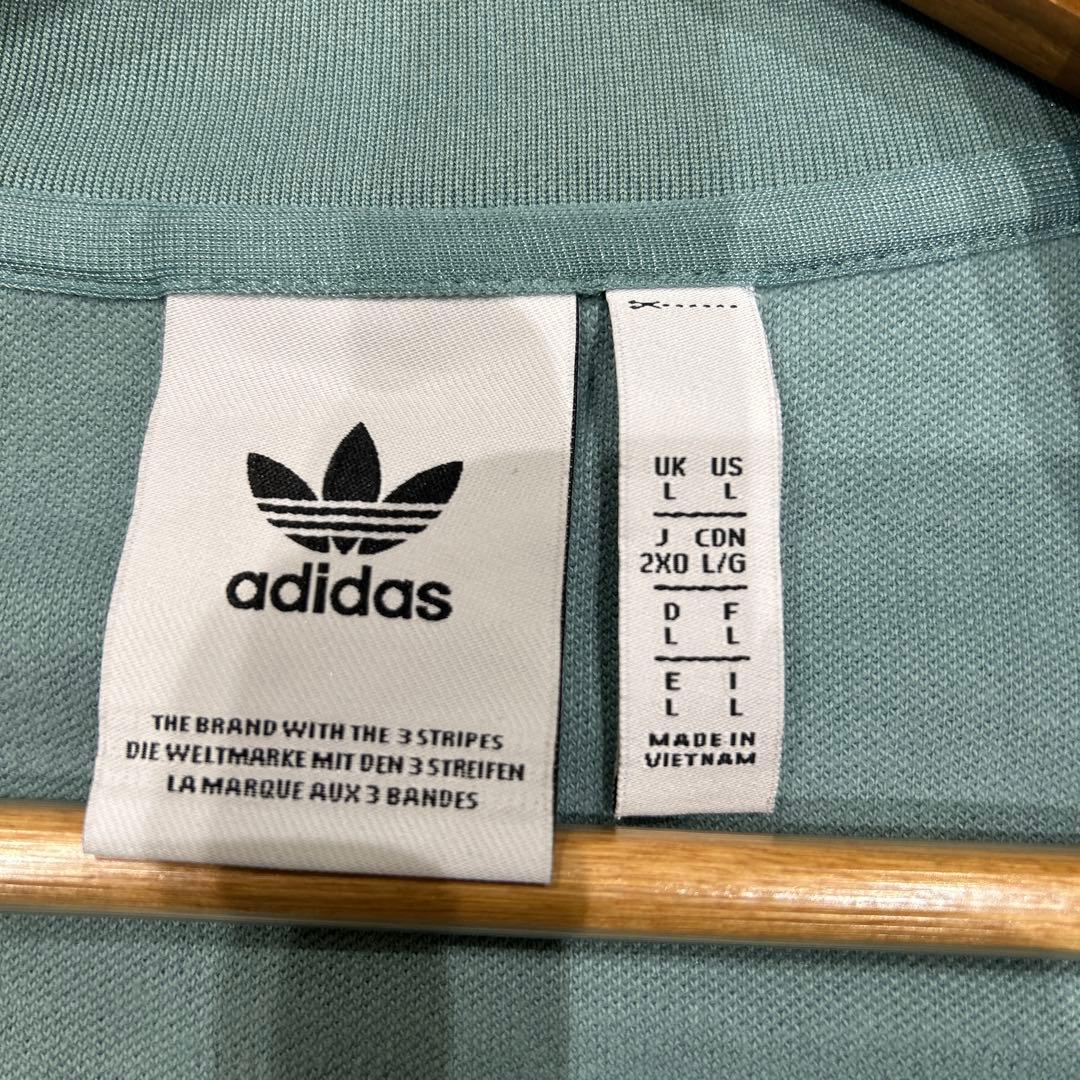 adidas
THE BRAND WITH THE 3 STRIPES
DIE WELTMARKE MIT DEN 3 STREIFEN
LA MARQUE AUX 3 BANDES
UK US
L L
J CDN
2XO L/G
D F
L L
E I
L L
MADE IN
VIETNAM